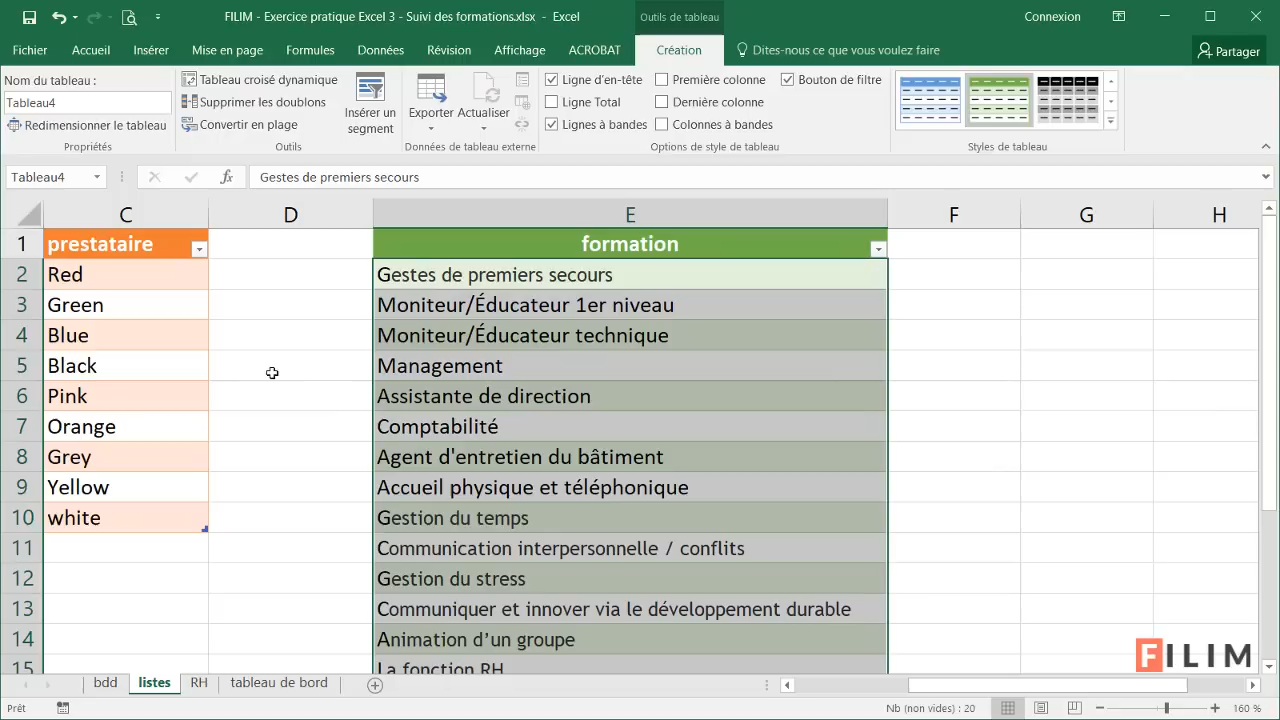 FILIM - Exercice pratique Excel 3 - Suivi des formations.xlsx - Excel
Outils de tableau
Connexion
Fichier Accueil Insérer Mise en page Formules Données Révision Affichage ACROBAT Création Dites-nous ce que vous voulez faire Partager
Nom du tableau :
Tableau4
Redimensionner le tableau
Propriétés
Tableau croisé dynamique
Supprimer les doublons
Convertir en plage
Outils
Insérer un
segment
Exporter Actualiser
Données de tableau externe
Ligne d'en-tête Première colonne Bouton de filtre
Ligne Total Dernière colonne
Lignes à bandes Colonnes à bandes
Options de style de tableau
Styles de tableau
Tableau4 fx Gestes de premiers secours
C D E F G H
1 prestataire formation
2 Red Gestes de premiers secours
3 Green Moniteur/Éducateur 1er niveau
4 Blue Moniteur/Éducateur technique
5 Black Management
6 Pink Assistante de direction
7 Orange Comptabilité
8 Grey Agent d'entretien du bâtiment
9 Yellow Accueil physique et téléphonique
10 white Gestion du temps
11 Communication interpersonnelle / conflits
12 Gestion du stress
13 Communiquer et innover via le développement durable
14 Animation d’un groupe
15 La fonction RH
FILIM
bdd listes RH tableau de bord
Prêt Nb (non vides) : 20 160 %